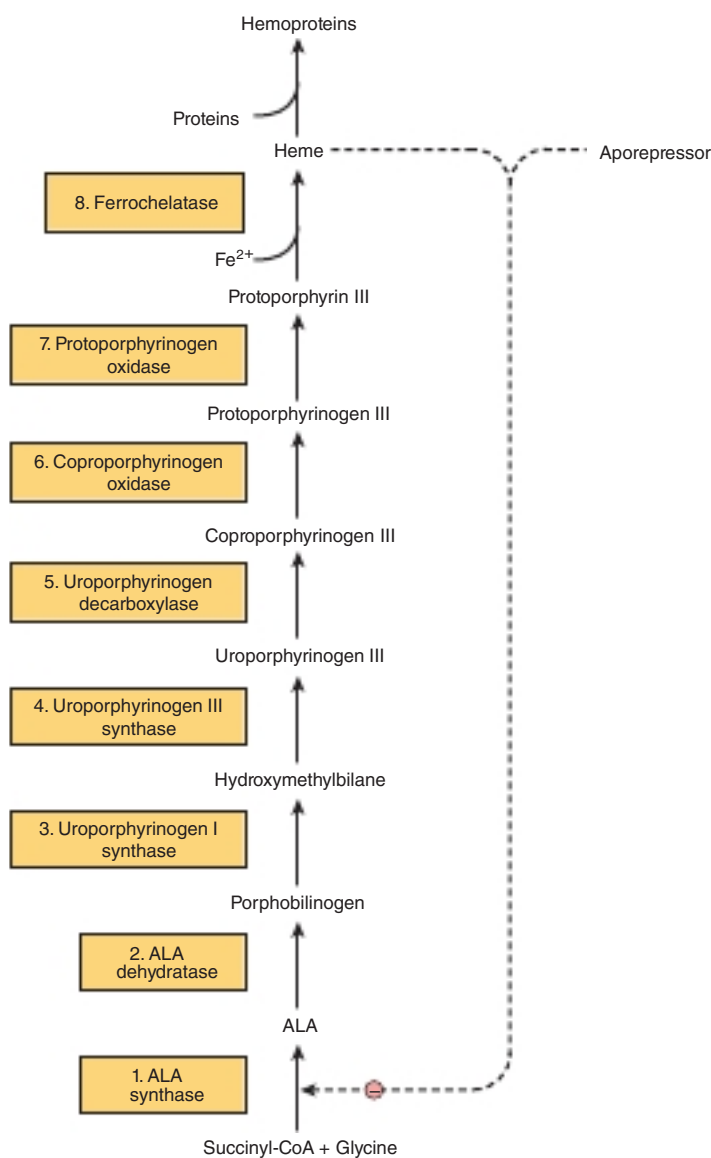 Hemoproteins
Proteins
Heme
Aporepressor
8. Ferrochelatase
Fe2+
Protoporphyrin III
7. Protoporphyrinogen
oxidase
Protoporphyrinogen III
6. Coproporphyrinogen
oxidase
Coproporphyrinogen III
5. Uroporphyrinogen
decarboxylase
Uroporphyrinogen III
4. Uroporphyrinogen III
synthase
Hydroxymethylbilane
3. Uroporphyrinogen I
synthase
Porphobilinogen
2. ALA
dehydratase
ALA
1. ALA
synthase
−
Succinyl-CoA + Glycine